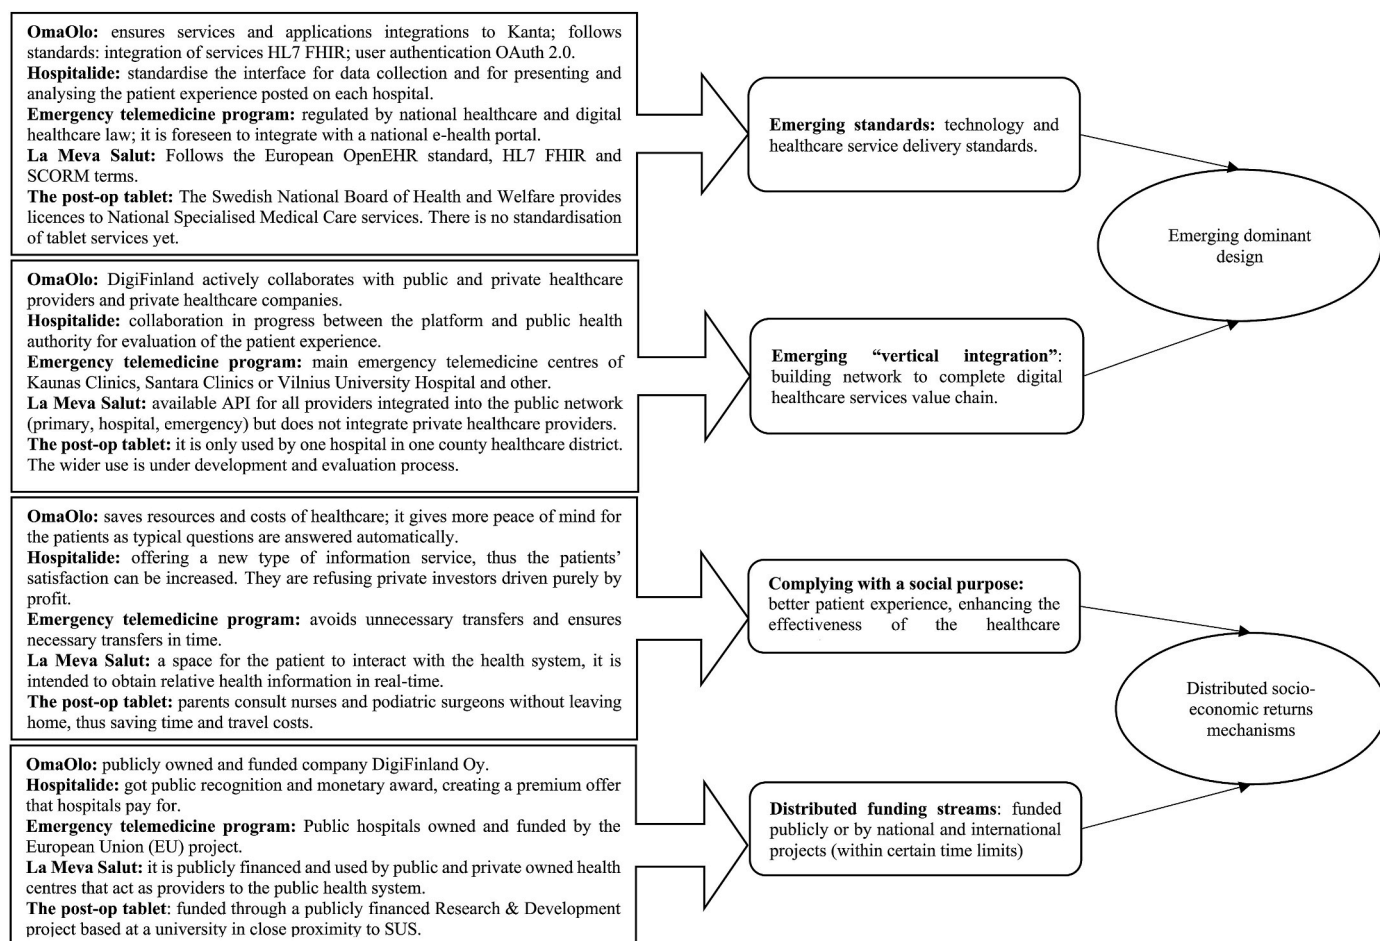 OmaOlo: ensures services and applications integrations to Kanta; follows
standards: integration of services HL7 FHIR; user authentication OAuth 2.0.
Hospitalide: standardise the interface for data collection and for presenting and
analysing the patient experience posted on each hospital.
Emergency telemedicine program: regulated by national healthcare and digital
healthcare law; it is foreseen to integrate with a national e-health portal.
La Meva Salut: Follows the European OpenEHR standard, HL7 FHIR and
SCORM terms.
The post-op tablet: The Swedish National Board of Health and Welfare provides
licences to National Specialised Medical Care services. There is no standardisation
of tablet services yet.
Emerging standards: technology and
healthcare service delivery standards.
Emerging dominant
design
OmaOlo: DigiFinland actively collaborates with public and private healthcare
providers and private healthcare companies.
Hospitalide: collaboration in progress between the platform and public health
authority for evaluation of the patient experience.
Emergency telemedicine program: main emergency telemedicine centres of
Kaunas Clinics, Santara Clinics or Vilnius University Hospital and other.
La Meva Salut: available API for all providers integrated into the public network
(primary, hospital, emergency) but does not integrate private healthcare providers.
The post-op tablet: it is only used by one hospital in one county healthcare district.
The wider use is under development and evaluation process.
Emerging “vertical integration”:
building network to complete digital
healthcare services value chain.
OmaOlo: saves resources and costs of healthcare; it gives more peace of mind for
the patients as typical questions are answered automatically.
Hospitalide: offering a new type of information service, thus the patients’
satisfaction can be increased. They are refusing private investors driven purely by
profit.
Emergency telemedicine program: avoids unnecessary transfers and ensures
necessary transfers in time.
La Meva Salut: a space for the patient to interact with the health system, it is
intended to obtain relative health information in real-time.
The post-op tablet: parents consult nurses and podiatric surgeons without leaving
home, thus saving time and travel costs.
Complying with a social purpose:
better patient experience, enhancing the
effectiveness of the healthcare
Distributed socio-
economic returns
mechanisms
OmaOlo: publicly owned and funded company DigiFinland Oy.
Hospitalide: got public recognition and monetary award, creating a premium offer
that hospitals pay for.
Emergency telemedicine program: Public hospitals owned and funded by the
European Union (EU) project.
La Meva Salut: it is publicly financed and used by public and private owned health
centres that act as providers to the public health system.
The post-op tablet: funded through a publicly financed Research & Development
project based at a university in close proximity to SUS.
Distributed funding streams: funded
publicly or by national and international
projects (within certain time limits)